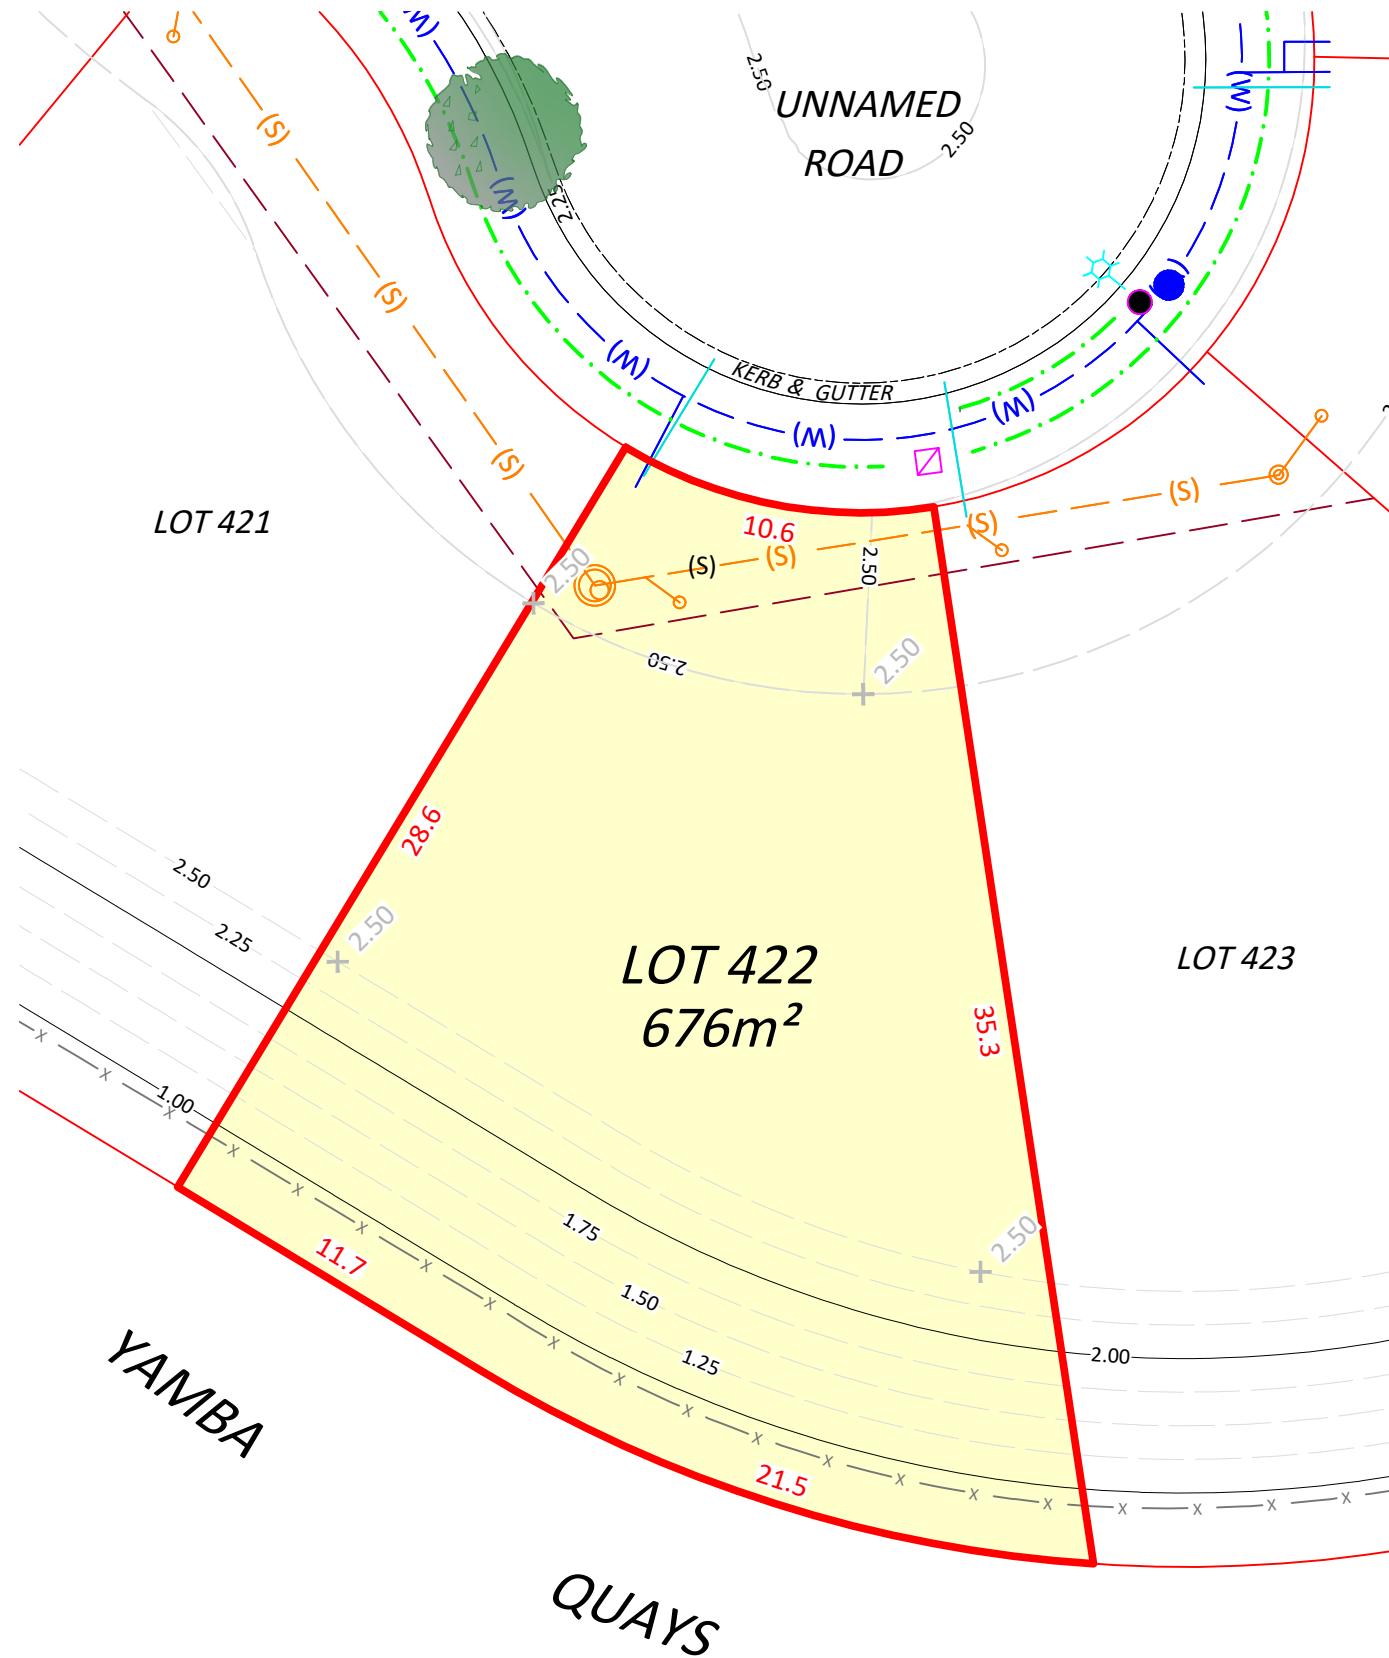 (W)
2.50
UNNAMED
ROAD
2.50
(W)
(S)
(W)
2.25
(S)
(W)
KERB & GUTTER
(W)
(W)
(S)
(S)
LOT 421
10.6
(S)
(S)
(S)
2.50
2.50
2.50
2.50
28.6
2.50
2.50
2.25
LOT 422
676m²
LOT 423
35.3
1.00
x x x x x x x x x x x x x x x x x x x
1.75
2.50
11.7
1.50
1.25
2.00
YAMBA
21.5
QUAYS